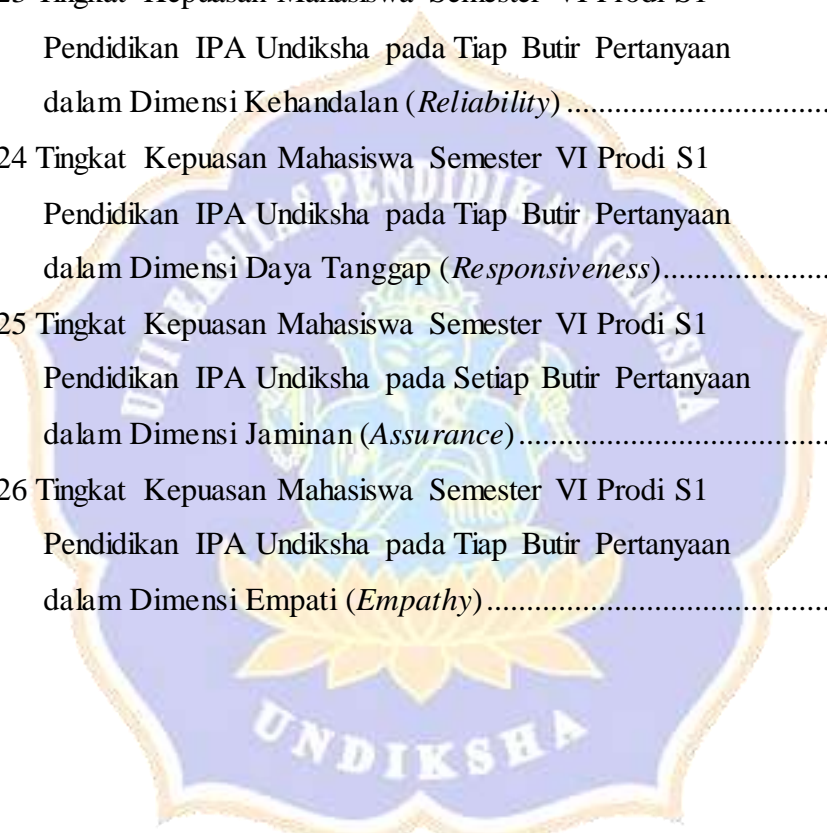 23 Tingkat Kepuasan Mahasiswa Semester VI Prodi S1
Pendidikan IPA Undiksha pada Tiap Butir Pertanyaan
dalam Dimensi Kehandalan (Reliability) ................................
24 Tingkat Kepuasan Mahasiswa Semester VI Prodi S1
Pendidikan IPA Undiksha pada Tiap Butir Pertanyaan
dalam Dimensi Daya Tanggap (Responsiveness)....................
25 Tingkat Kepuasan Mahasiswa Semester VI Prodi S1
Pendidikan IPA Undiksha pada Setiap Butir Pertanyaan
dalam Dimensi Jaminan (Assurance) ......................................
26 Tingkat Kepuasan Mahasiswa Semester VI Prodi S1
Pendidikan IPA Undiksha pada Tiap Butir Pertanyaan
dalam Dimensi Empati (Empathy) ..........................................
UNIVERSITAS PENDIDIKAN GANESHA
UNDIKSHA